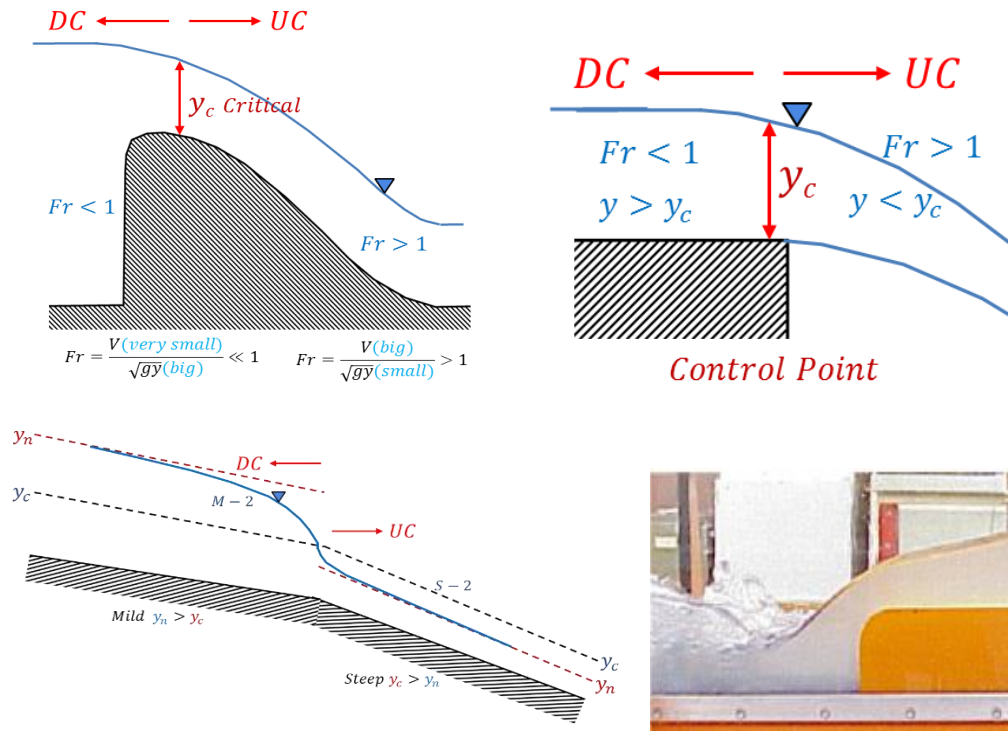 DC UC
y_c Critical
Fr < 1
Fr > 1
Fr = V(very small) / √gy(big) ≪ 1
Fr = V(big) / √gy(small) > 1
DC UC
Fr < 1
y > y_c
y_c
Fr > 1
y < y_c
Control Point
y_n
DC
y_c
M − 2
UC
S − 2
Mild y_n > y_c
Steep y_c > y_n
y_c
y_n